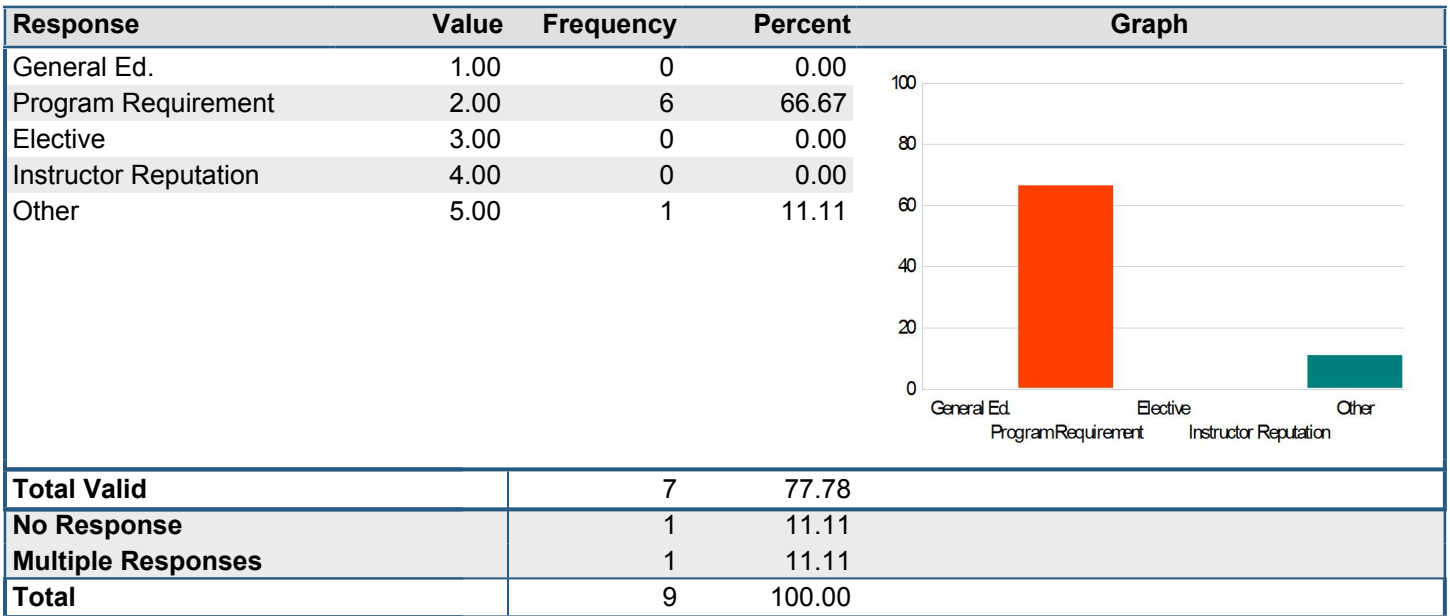 Response Value Frequency Percent Graph
General Ed. 1.00 0 0.00
Program Requirement 2.00 6 66.67
Elective 3.00 0 0.00
Instructor Reputation 4.00 0 0.00
Other 5.00 1 11.11
100
80
60
40
20
0
General Ed. Elective Other
Program Requirement Instructor Reputation
Total Valid 7 77.78
No Response 1 11.11
Multiple Responses 1 11.11
Total 9 100.00